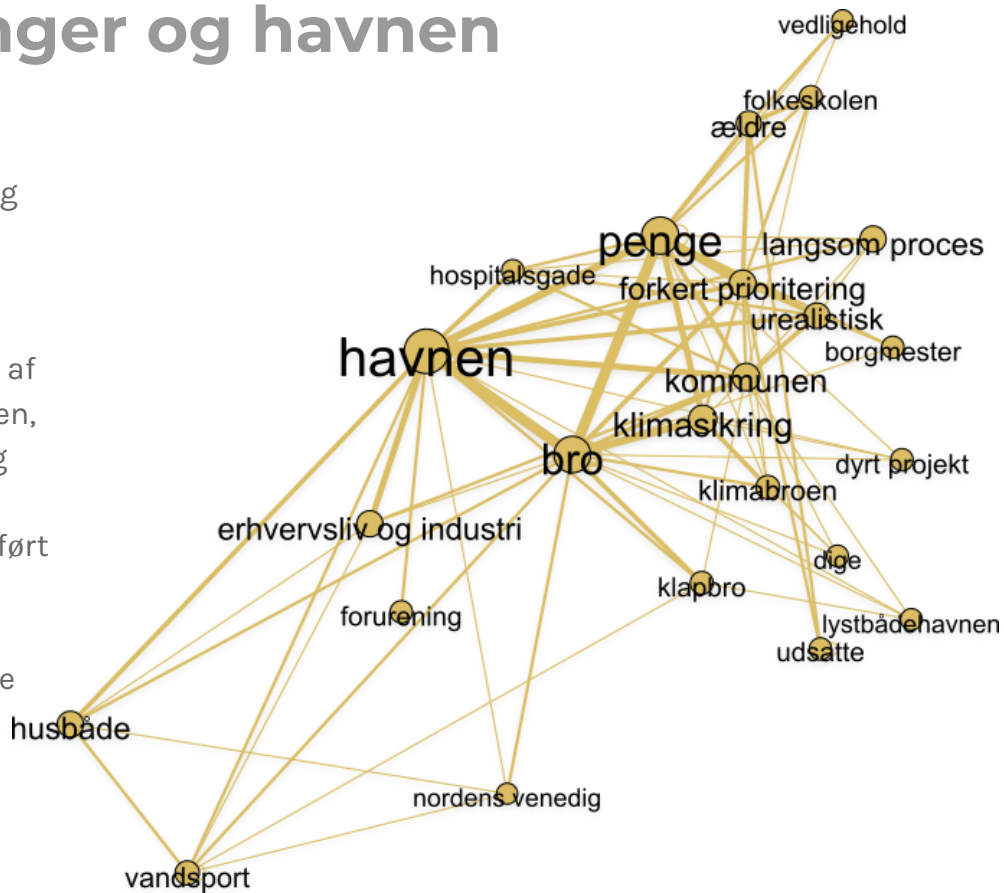 nger og havnen
g
af
en,
g
ført
e
vedligehold
folkeskolen
ældre
penge
langsom proces
hospitalsgade
forkert prioritering
urealistisk
havnen
borgmester
kommunen
klimasikring
bro
dyrt projekt
klimabroen
erhvervsliv og industri
dige
klapbro
forurening
lystbådehavnen
udsatte
husbåde
nordens venedig
vandsport